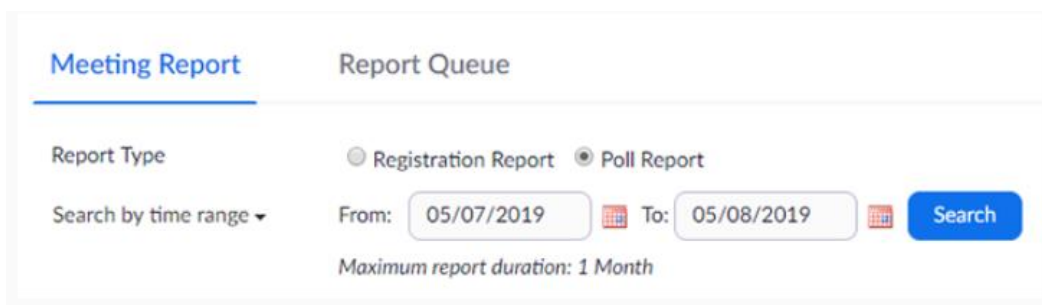 Meeting Report Report Queue
Report Type Registration Report Poll Report
Search by time range From: 05/07/2019 To: 05/08/2019 Search
Maximum report duration: 1 Month